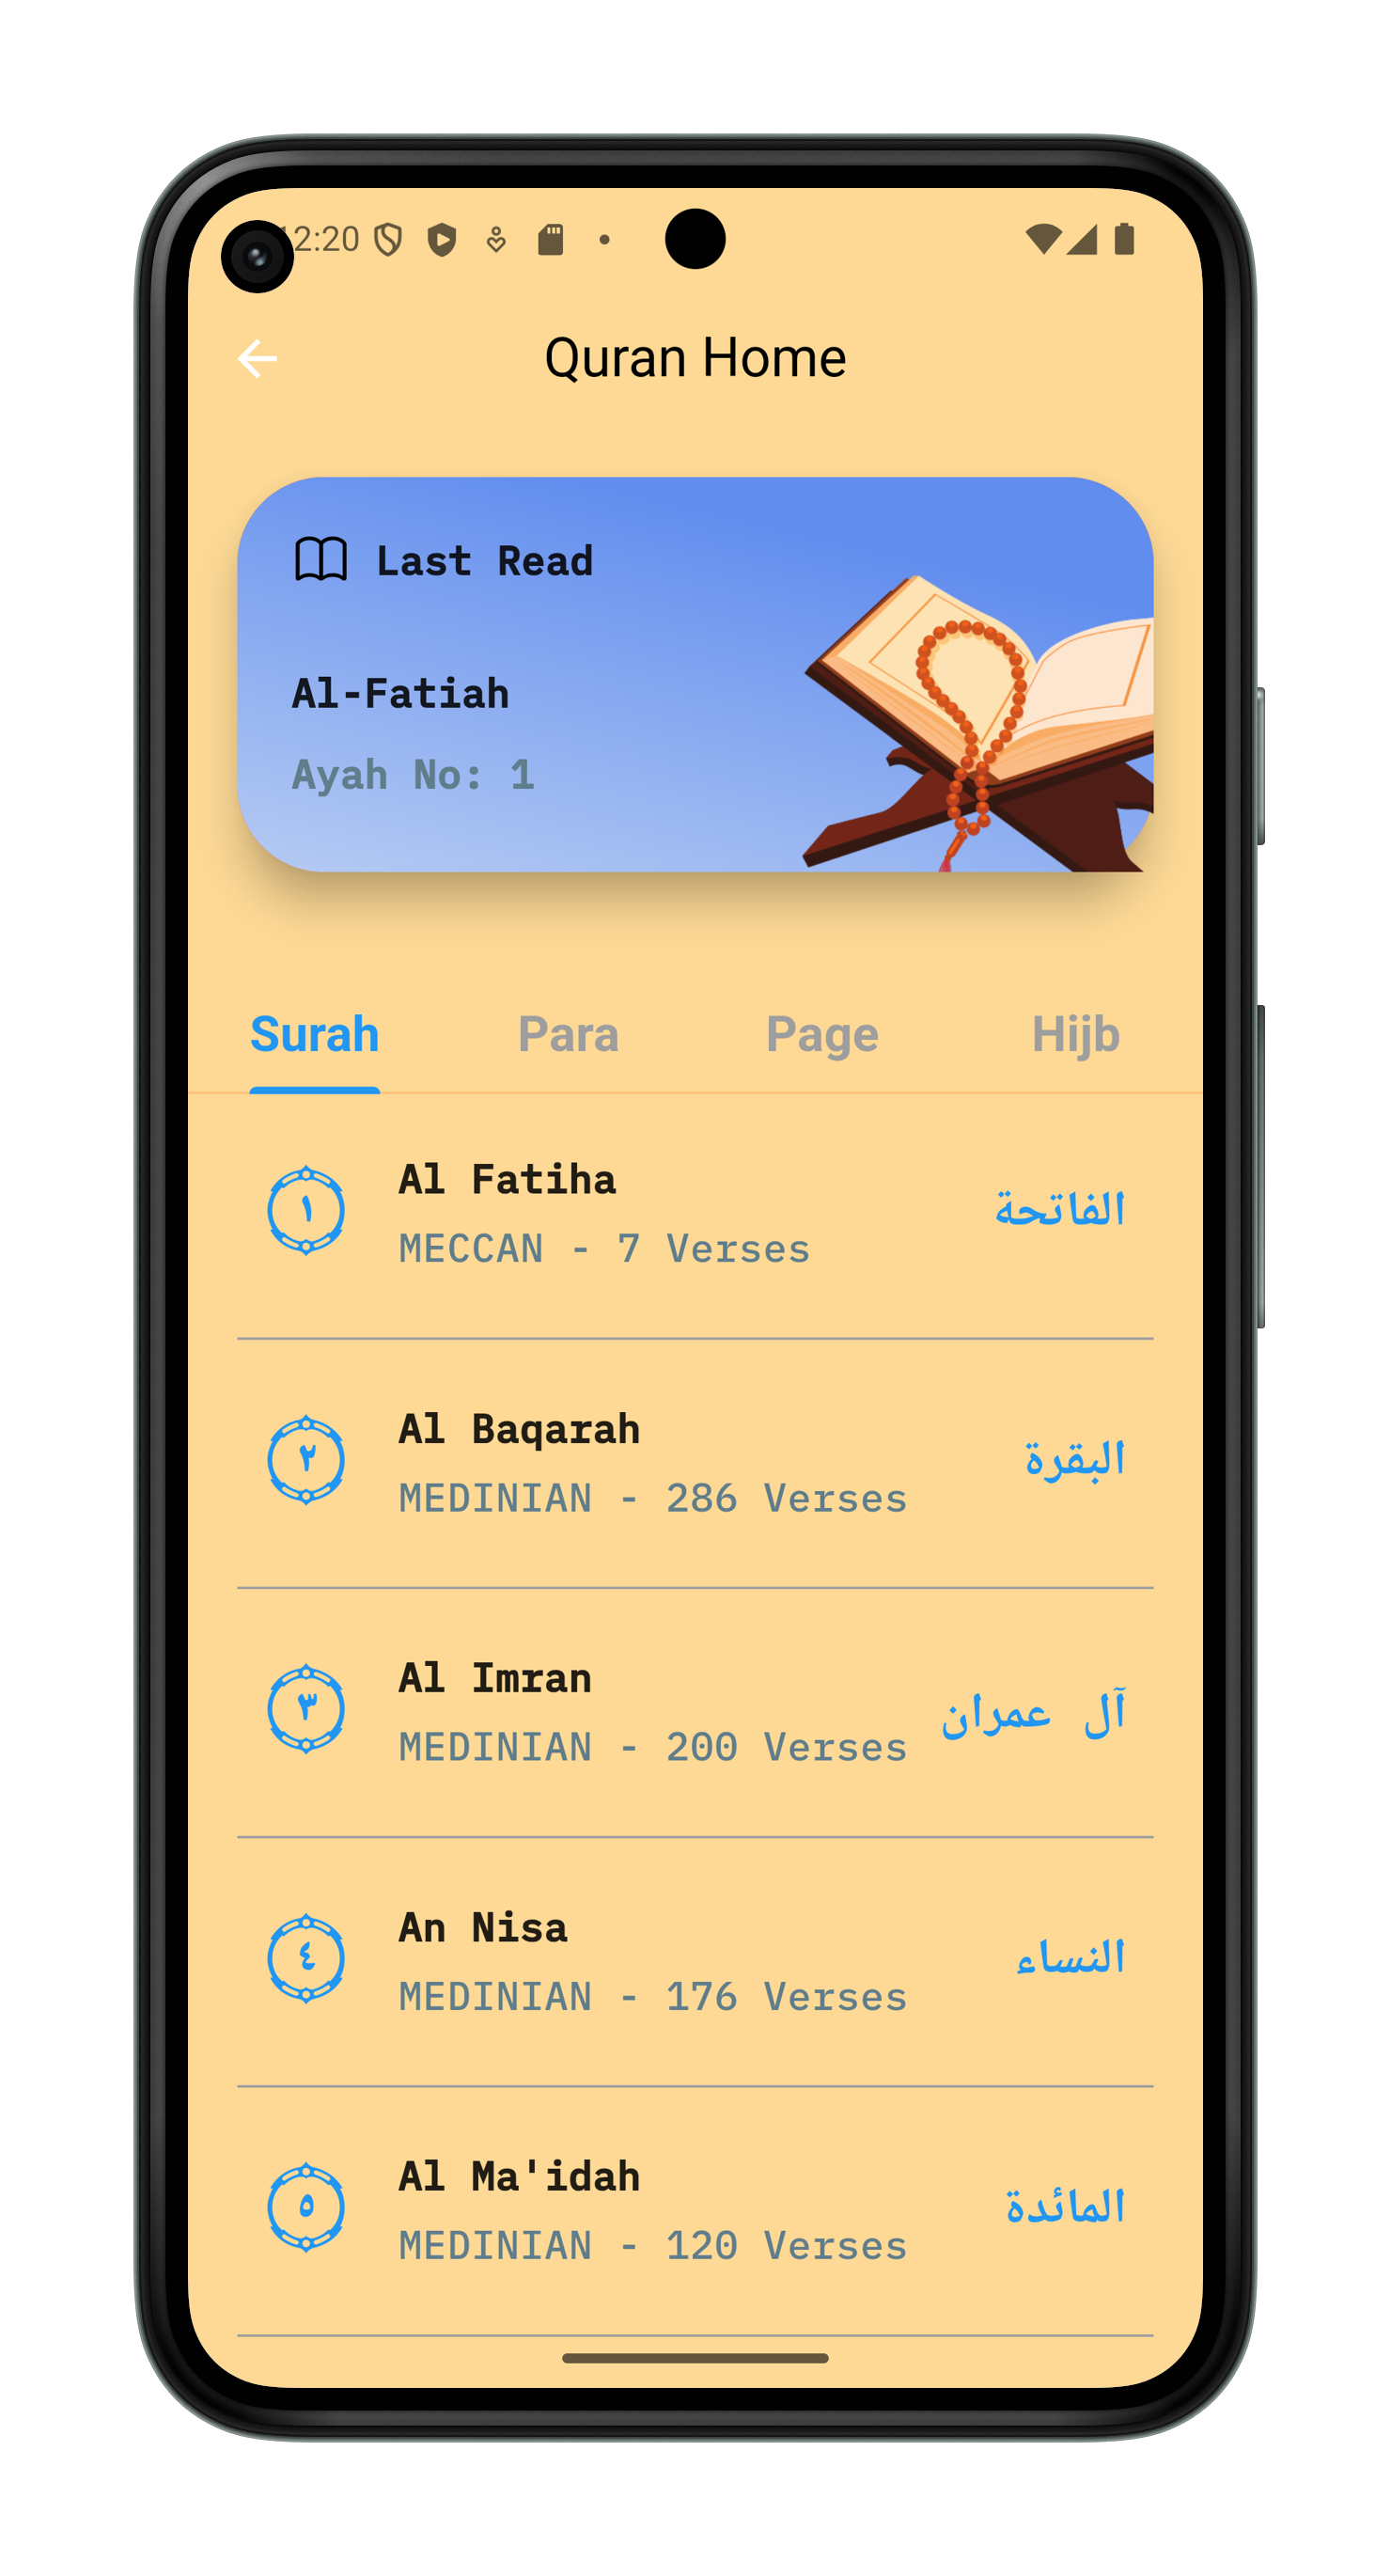 12:20
Quran Home
Last Read
Al-Fatiah
Ayah No: 1
Surah Para Page Hijb
١
Al Fatiha
MECCAN - 7 Verses
الفاتحة
٢
Al Baqarah
MEDINIAN - 286 Verses
البقرة
٣
Al Imran
MEDINIAN - 200 Verses
آل عمران
٤
An Nisa
MEDINIAN - 176 Verses
النساء
٥
Al Ma'idah
MEDINIAN - 120 Verses
المائدة